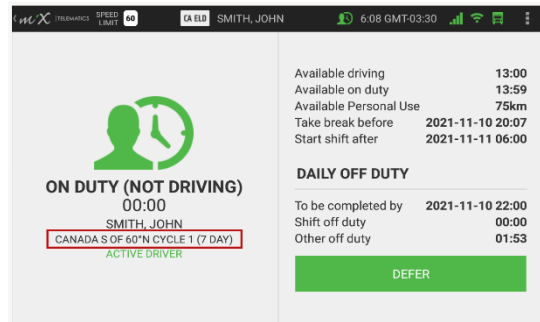 mX TELEMATICS SPEED LIMIT 60 CA ELD SMITH, JOHN 6:08 GMT-03:30
ON DUTY (NOT DRIVING)
00:00
SMITH, JOHN
CANADA S OF 60°N CYCLE 1 (7 DAY)
ACTIVE DRIVER
Available driving 13:00
Available on duty 13:59
Available Personal Use 75km
Take break before 2021-11-10 20:07
Start shift after 2021-11-11 06:00
DAILY OFF DUTY
To be completed by 2021-11-10 22:00
Shift off duty 00:00
Other off duty 01:53
DEFER